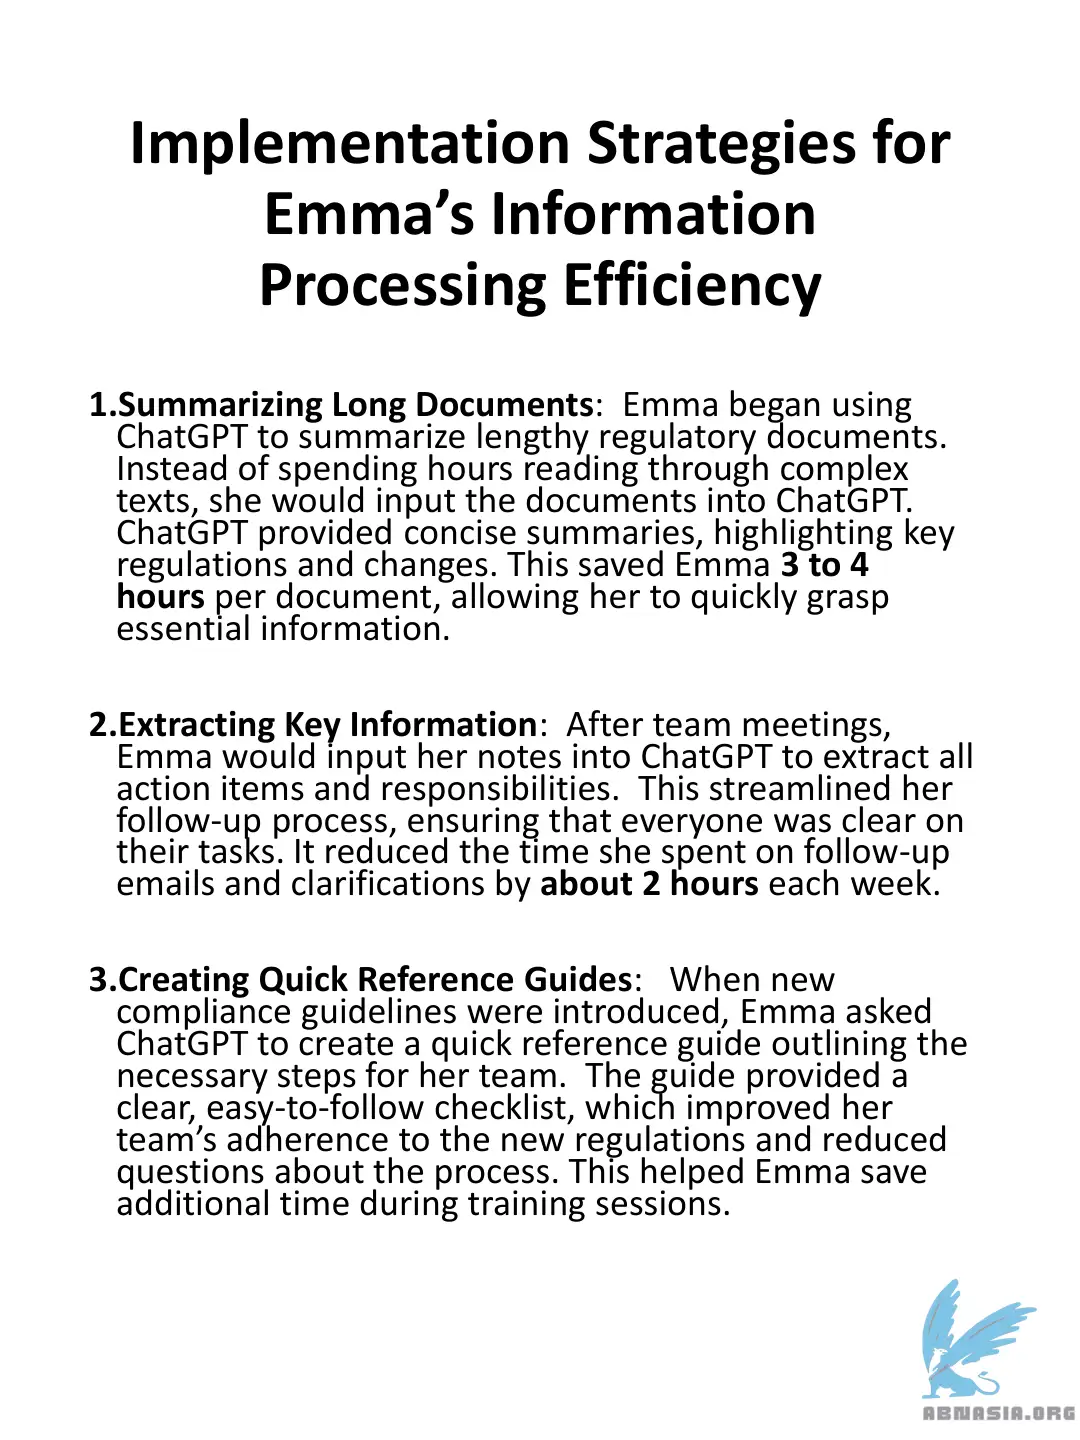 Implementation Strategies for
Emma’s Information
Processing Efficiency
1.Summarizing Long Documents:  Emma began using
ChatGPT to summarize lengthy regulatory documents.
Instead of spending hours reading through complex
texts, she would input the documents into ChatGPT.
ChatGPT provided concise summaries, highlighting key
regulations and changes. This saved Emma 3 to 4
hours per document, allowing her to quickly grasp
essential information.
2.Extracting Key Information:  After team meetings,
Emma would input her notes into ChatGPT to extract all
action items and responsibilities.  This streamlined her
follow-up process, ensuring that everyone was clear on
their tasks. It reduced the time she spent on follow-up
emails and clarifications by about 2 hours each week.
3.Creating Quick Reference Guides:   When new
compliance guidelines were introduced, Emma asked
ChatGPT to create a quick reference guide outlining the
necessary steps for her team.  The guide provided a
clear, easy-to-follow checklist, which improved her
team’s adherence to the new regulations and reduced
questions about the process. This helped Emma save
additional time during training sessions.
ABNASIA.ORG